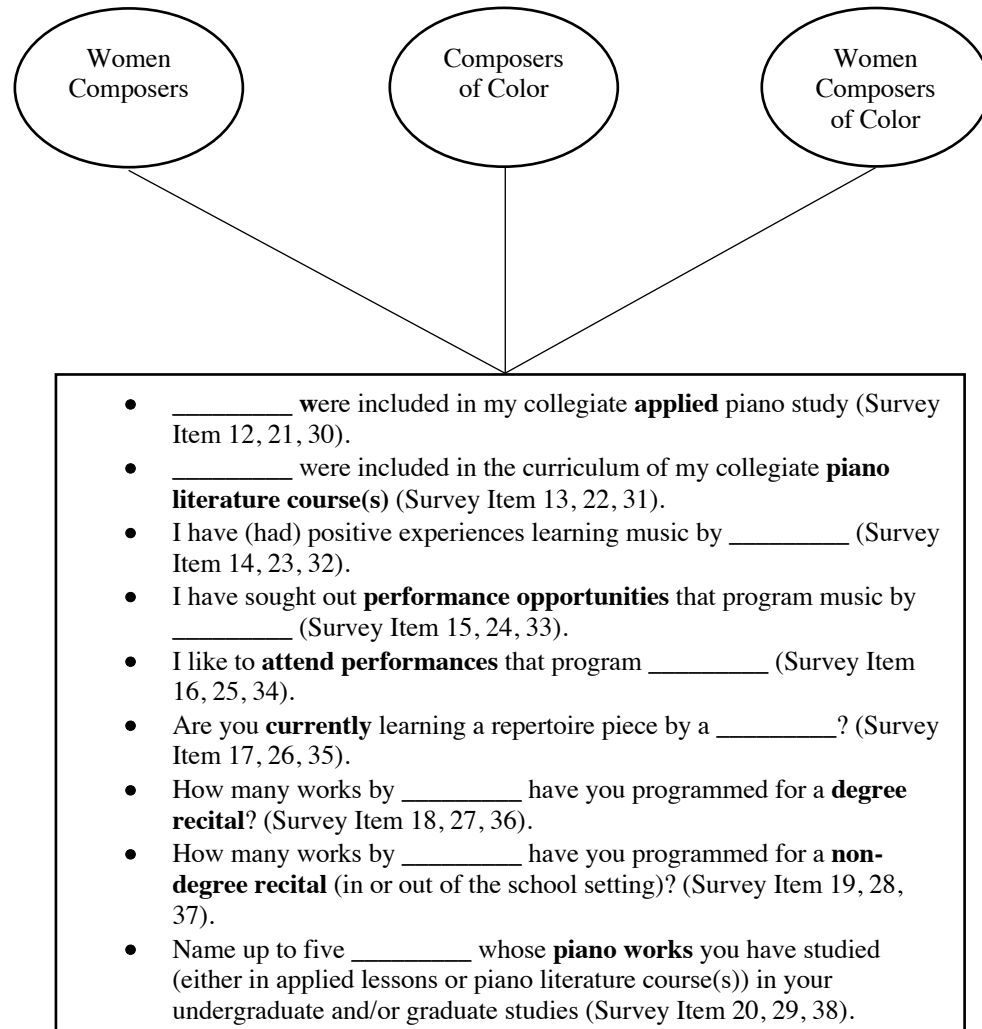 Women
Composers
Composers
of Color
Women
Composers
of Color
• _________ were included in my collegiate applied piano study (Survey
Item 12, 21, 30).
• _________ were included in the curriculum of my collegiate piano
literature course(s) (Survey Item 13, 22, 31).
• I have (had) positive experiences learning music by _________ (Survey
Item 14, 23, 32).
• I have sought out performance opportunities that program music by
_________ (Survey Item 15, 24, 33).
• I like to attend performances that program _________ (Survey Item
16, 25, 34).
• Are you currently learning a repertoire piece by a _________? (Survey
Item 17, 26, 35).
• How many works by _________ have you programmed for a degree
recital? (Survey Item 18, 27, 36).
• How many works by _________ have you programmed for a non-
degree recital (in or out of the school setting)? (Survey Item 19, 28,
37).
• Name up to five _________ whose piano works you have studied
(either in applied lessons or piano literature course(s)) in your
undergraduate and/or graduate studies (Survey Item 20, 29, 38).